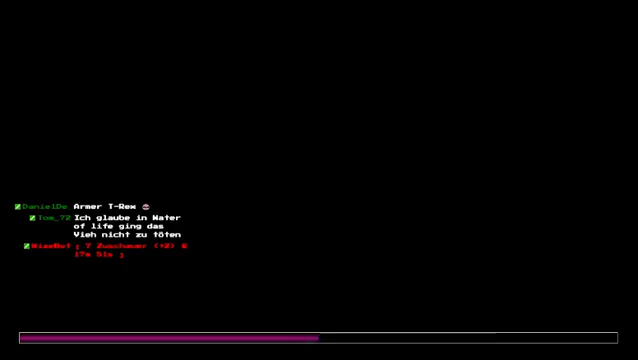 DanielDe Armer T-Rex
Tom_72 Ich glaube in Water
of life ging das
Vieh nicht zu töten
7 Zuschauer (+2)